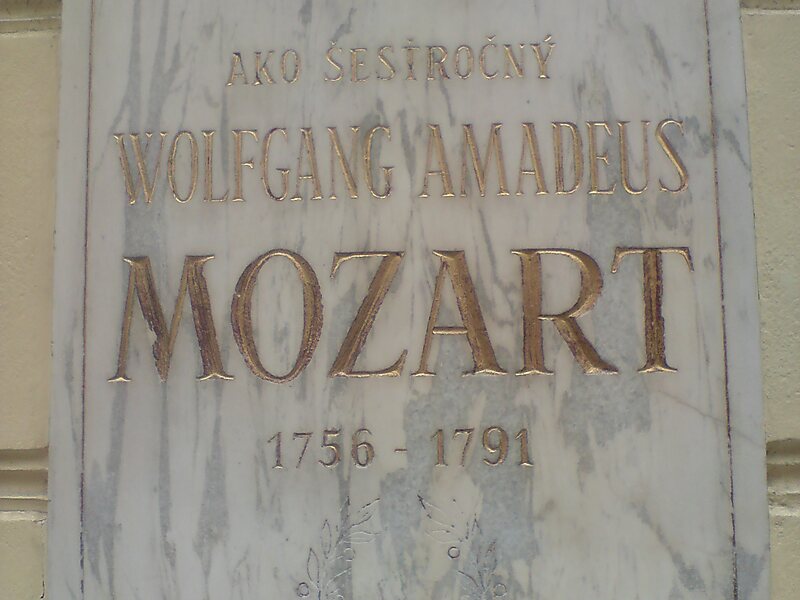 AKO ŠESŤROČNÝ
WOLFGANG AMADEUS
MOZART
1756 - 1791